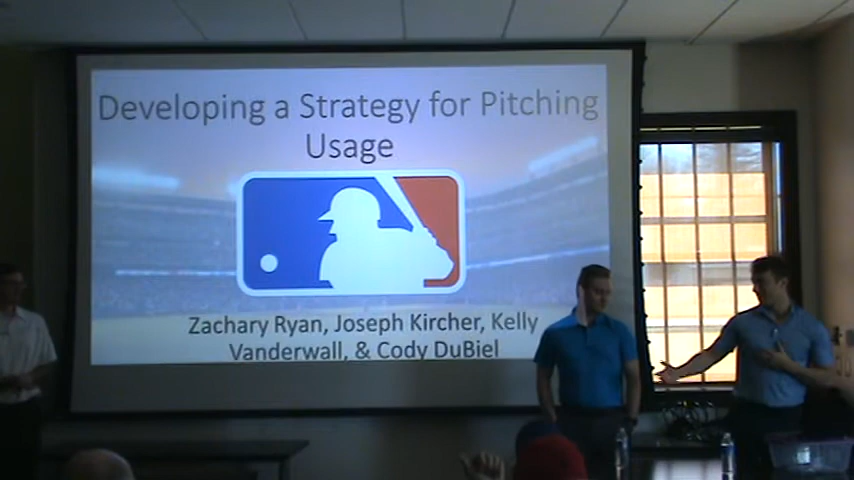 Developing a Strategy for Pitching
Usage
Zachary Ryan, Joseph Kircher, Kelly
Vanderwall, & Cody DuBiel